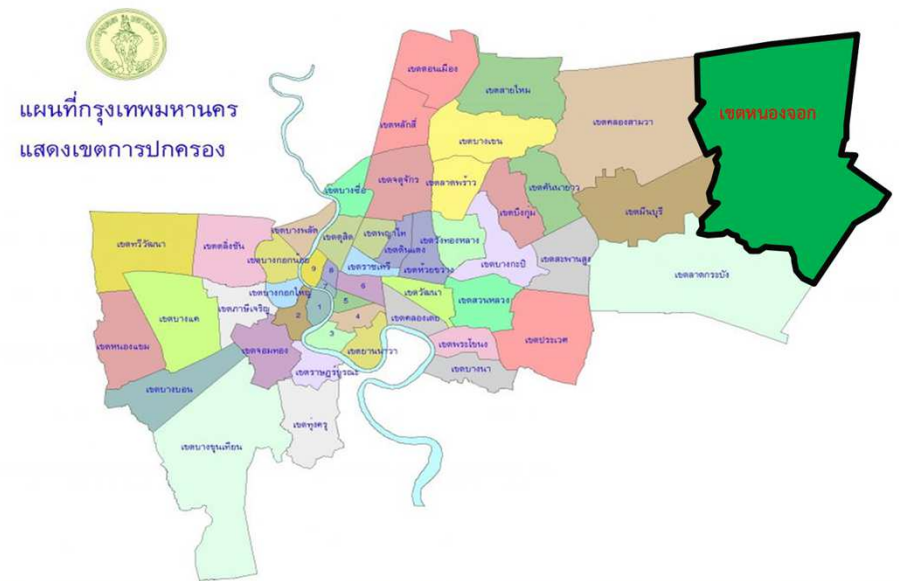 แผนที่กรุงเทพมหานคร
แสดงเขตการปกครอง
เขตดอนเมือง
เขตสายไหม
เขตหลักสี่
เขตบางเขน
เขตคลองสามวา
เขตหนองจอก
เขตบางซื่อ
เขตจตุจักร
เขตลาดพร้าว
เขตบึงกุ่ม
เขตคันนายาว
เขตมีนบุรี
เขตทวีวัฒนา
เขตตลิ่งชัน
เขตบางพลัด
เขตดุสิต
เขตพญาไท
เขตดินแดง
เขตวังทองหลาง
เขตบางกอกน้อย
9
8
เขตราชเทวี
เขตห้วยขวาง
เขตบางกะปิ
เขตสะพานสูง
เขตลาดกระบัง
เขตบางแค
เขตภาษีเจริญ
เขตบางกอกใหญ่
7
6
เขตวัฒนา
เขตสวนหลวง
2
1
5
4
3
เขตคลองเตย
เขตหนองแขม
เขตจอมทอง
เขตยานนาวา
เขตพระโขนง
เขตประเวศ
เขตบางบอน
เขตราษฎร์บูรณะ
เขตบางนา
เขตทุ่งครุ
เขตบางขุนเทียน